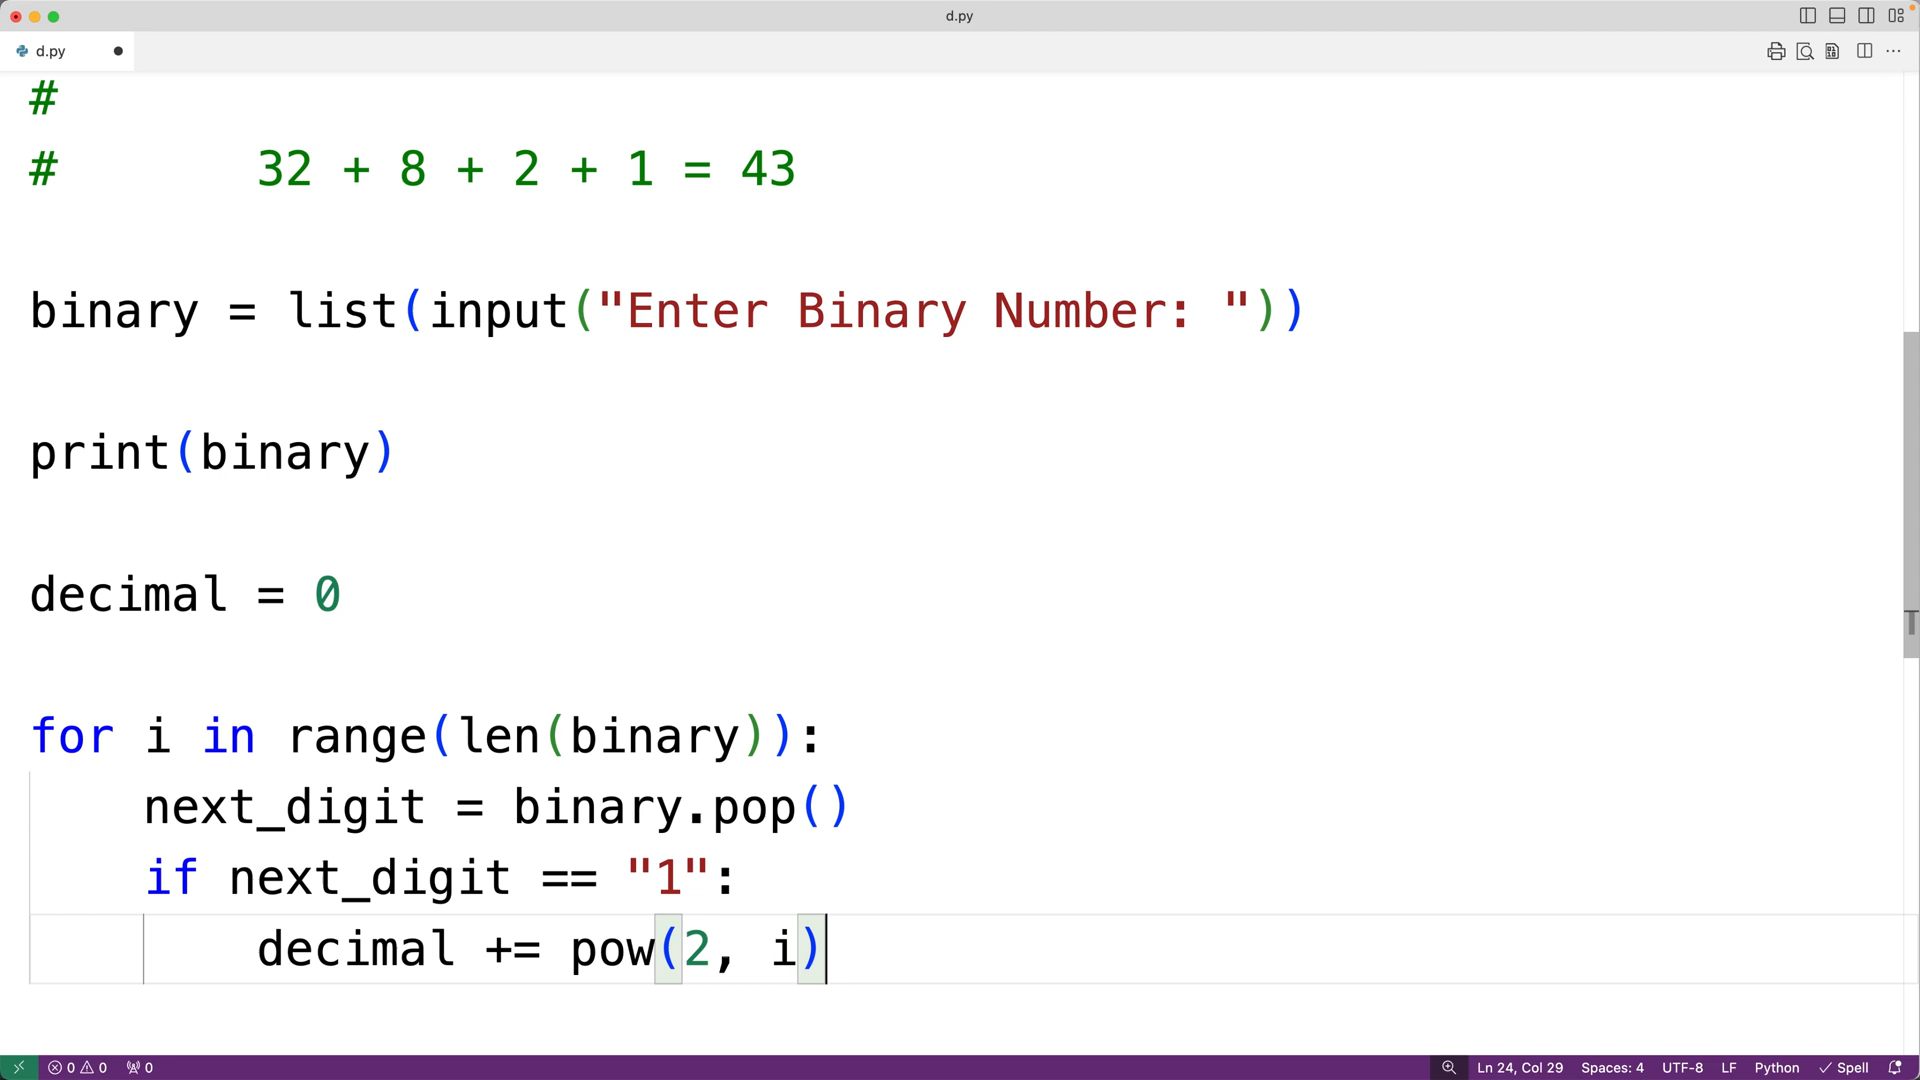 d.py
d.py
#
#       32 + 8 + 2 + 1 = 43
binary = list(input("Enter Binary Number: "))
print(binary)
decimal = 0
for i in range(len(binary)):
    next_digit = binary.pop()
    if next_digit == "1":
        decimal += pow(2, i)
0 0 0 Ln 24, Col 29 Spaces: 4 UTF-8 LF Python Spell